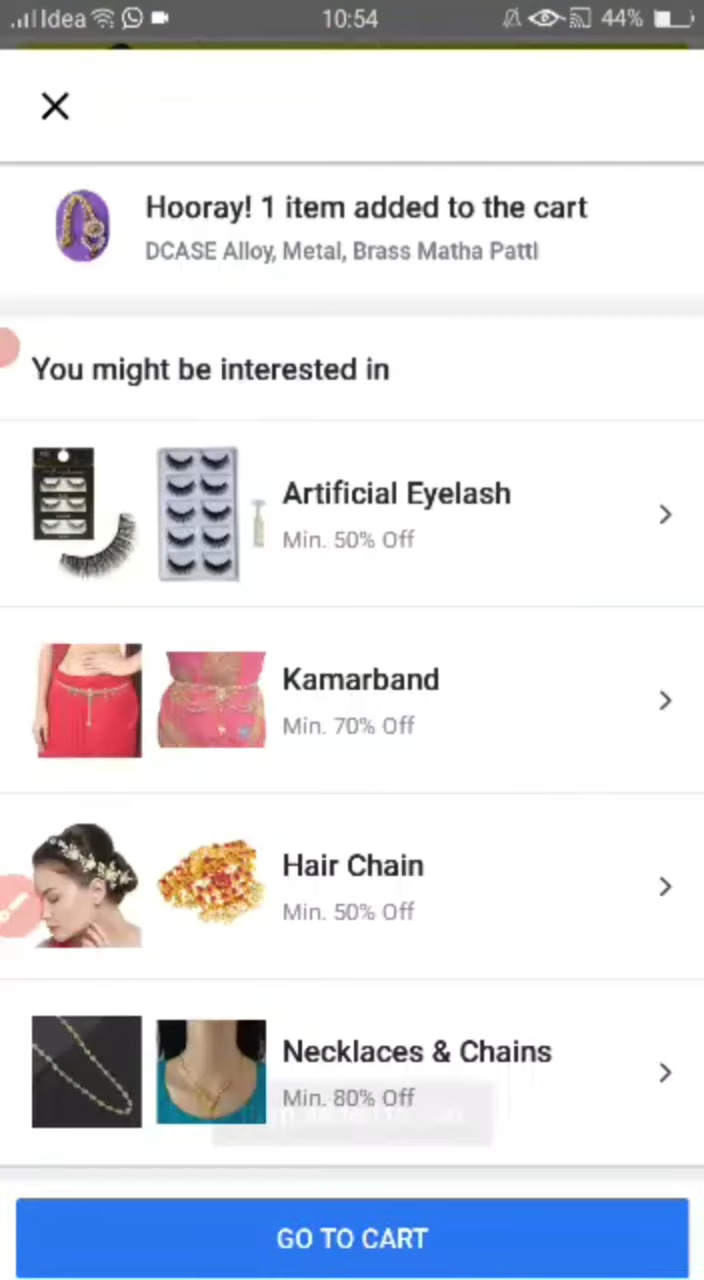 Idea 10:54 44%
Hooray! 1 item added to the cart
DCASE Alloy, Metal, Brass Matha Patti
You might be interested in
Artificial Eyelash
Min. 50% Off
Kamarband
Min. 70% Off
Hair Chain
Min. 50% Off
Necklaces & Chains
Min. 80% Off
GO TO CART